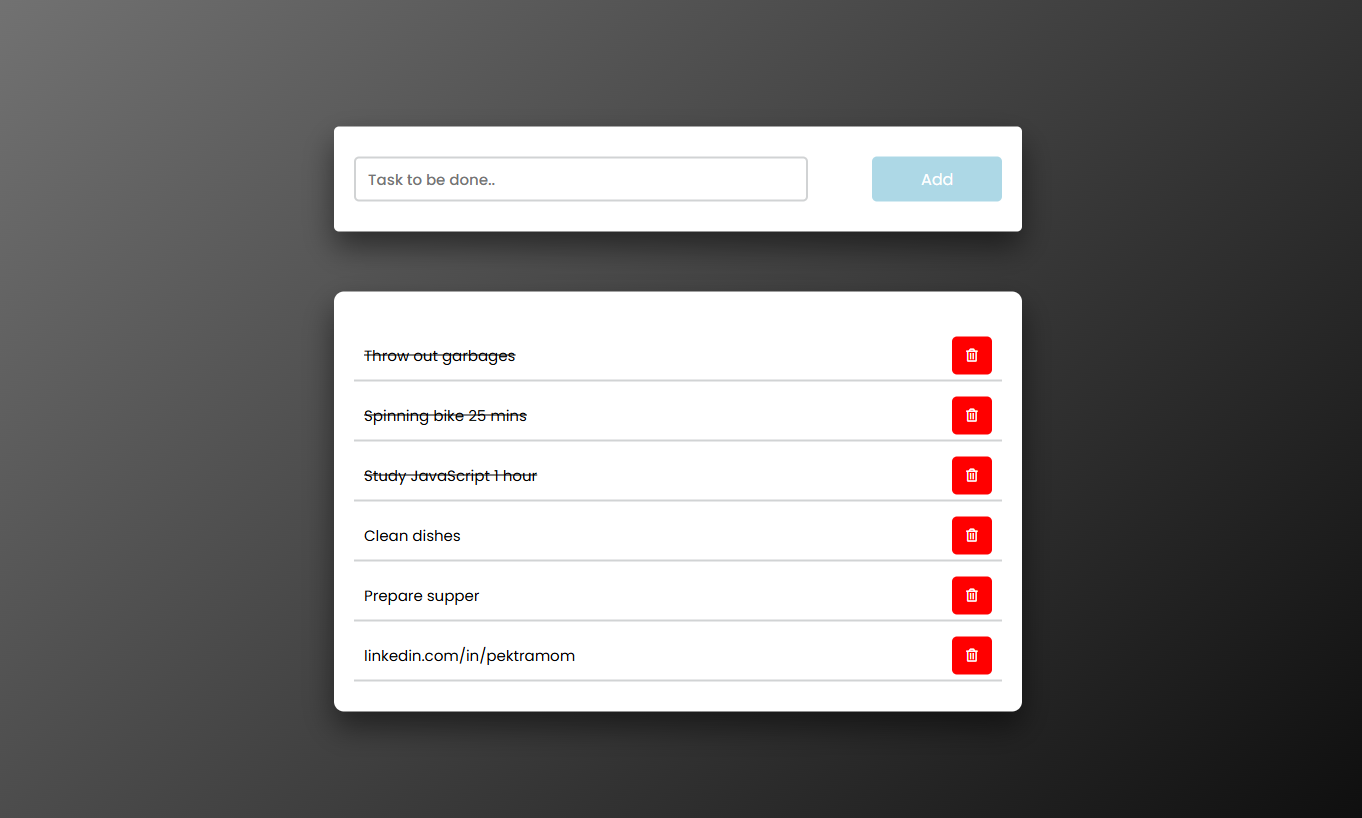 Task to be done..
Add
Throw out garbages
Spinning bike 25 mins
Study JavaScript 1 hour
Clean dishes
Prepare supper
linkedin.com/in/pektramom